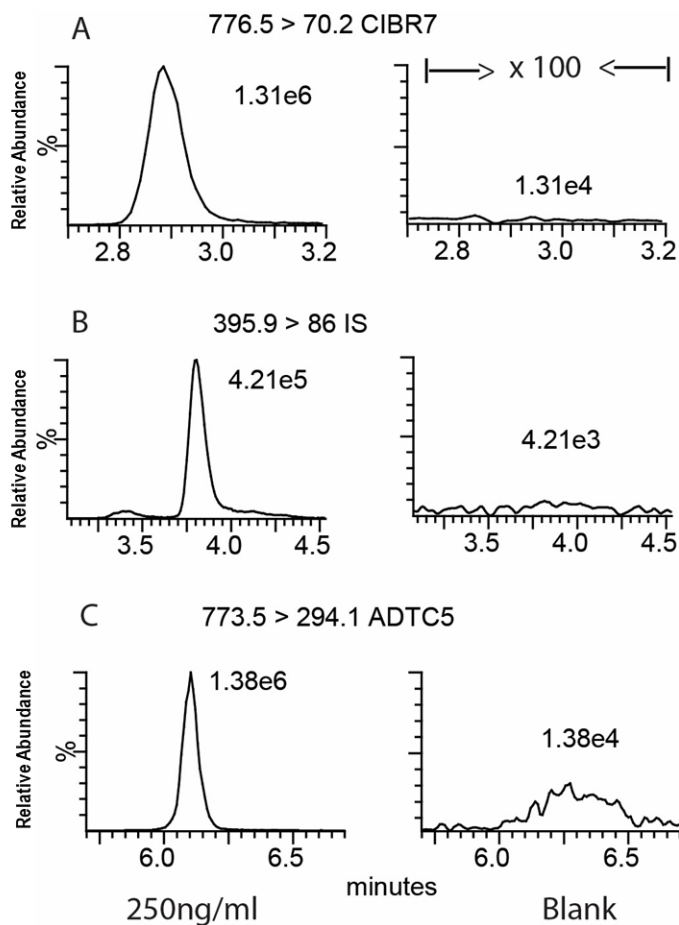 A
776.5 > 70.2 CIBR7
Relative Abundance
%
1.31e6
x 100
1.31e4
2.8 3.0 3.2
2.8 3.0 3.2
B
395.9 > 86 IS
Relative Abundance
%
4.21e5
4.21e3
3.5 4.0 4.5
3.5 4.0 4.5
C
773.5 > 294.1 ADTC5
Relative Abundance
%
1.38e6
1.38e4
6.0 6.5
6.0 6.5
minutes
250ng/ml
Blank